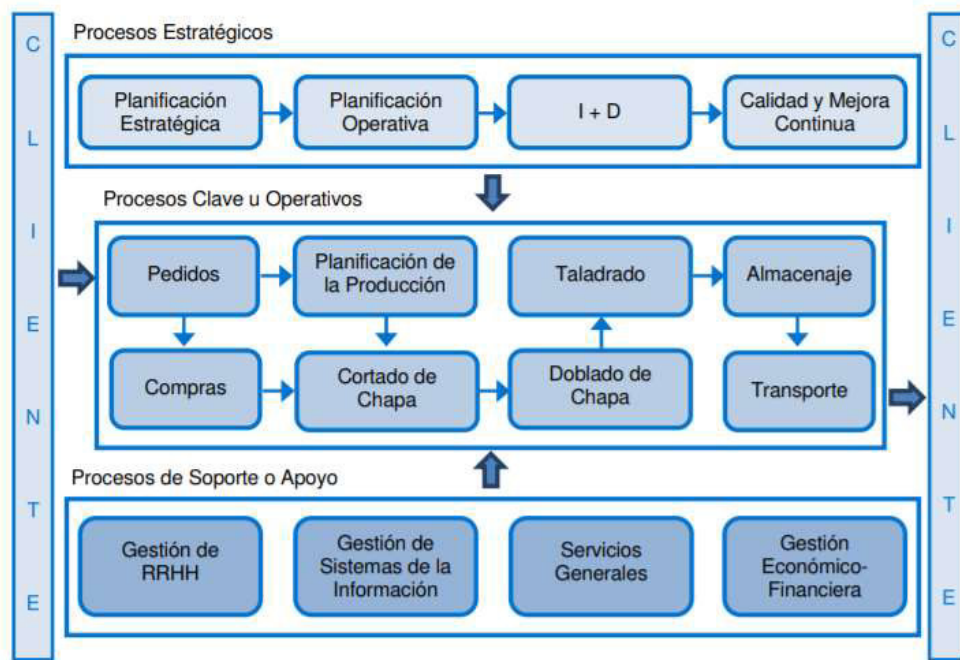 CLIENTE
Procesos Estratégicos
Planificación
Estratégica
Planificación
Operativa
I + D
Calidad y Mejora
Continua
Procesos Clave u Operativos
Pedidos
Planificación de
la Producción
Taladrado
Almacenaje
Compras
Cortado de
Chapa
Doblado de
Chapa
Transporte
Procesos de Soporte o Apoyo
Gestión de
RRHH
Gestión de
Sistemas de la
Información
Servicios
Generales
Gestión
Económico-
Financiera
CLIENTE